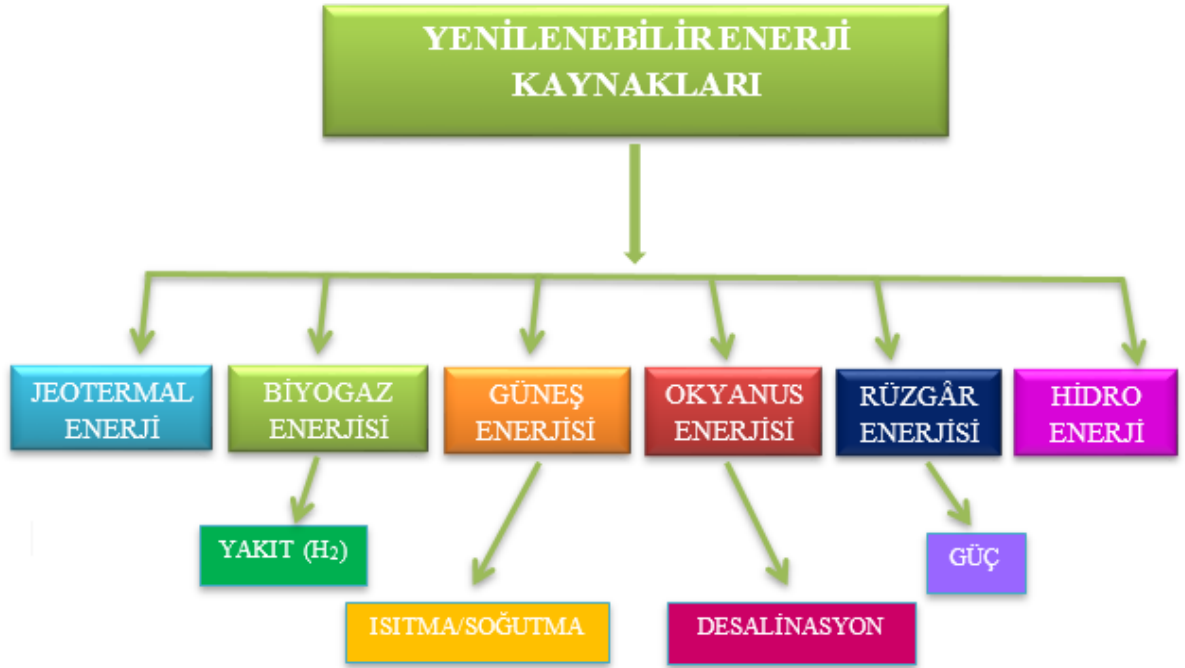 YENİLENEBİLİR ENERJİ
KAYNAKLARI
JEOTERMAL
ENERJİ
BİYOGAZ
ENERJİSİ
GÜNEŞ
ENERJİSİ
OKYANUS
ENERJİSİ
RÜZGÂR
ENERJİSİ
HİDRO
ENERJİ
YAKIT (H₂)
GÜÇ
ISITMA/SOĞUTMA
DESALİNASYON